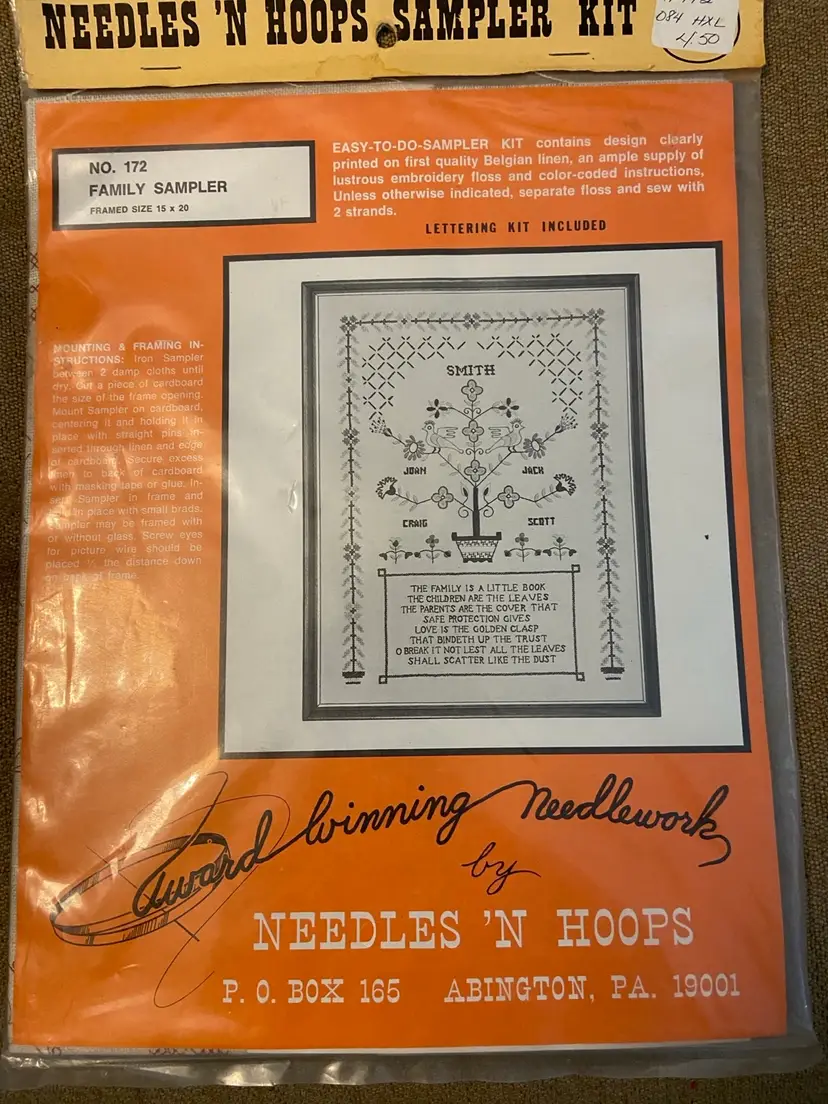 NEEDLES 'N HOOPS SAMPLER KIT
084 HXL
4.50
NO. 172
FAMILY SAMPLER
FRAMED SIZE 15 x 20
EASY-TO-DO-SAMPLER KIT contains design clearly
printed on first quality Belgian linen, an ample supply of
lustrous embroidery floss and color-coded instructions,
Unless otherwise indicated, separate floss and sew with
2 strands.
LETTERING KIT INCLUDED
MOUNTING & FRAMING IN-
STRUCTIONS: Iron Sampler
between 2 damp cloths until
dry. Cut a piece of cardboard
the size of the frame opening.
Mount Sampler on cardboard,
centering it and holding it in
place with straight pins in-
serted through linen and edge
of cardboard. Secure excess
linen to back of cardboard
with masking tape or glue. In-
sert Sampler in frame and
in place with small brads.
Sampler may be framed with
or without glass. Screw eyes
for picture wire should be
placed ⅓ the distance down
back of frame.
SMITH
JOAN JACK
CRAIG SCOTT
THE FAMILY IS A LITTLE BOOK
THE CHILDREN ARE THE LEAVES
THE PARENTS ARE THE COVER THAT
SAFE PROTECTION GIVES
LOVE IS THE GOLDEN CLASP
THAT BINDETH UP THE TRUST
O BREAK IT NOT LEST ALL THE LEAVES
SHALL SCATTER LIKE THE DUST
Award Winning Needlework
by
NEEDLES 'N HOOPS
P. O. BOX 165 ABINGTON, PA. 19001